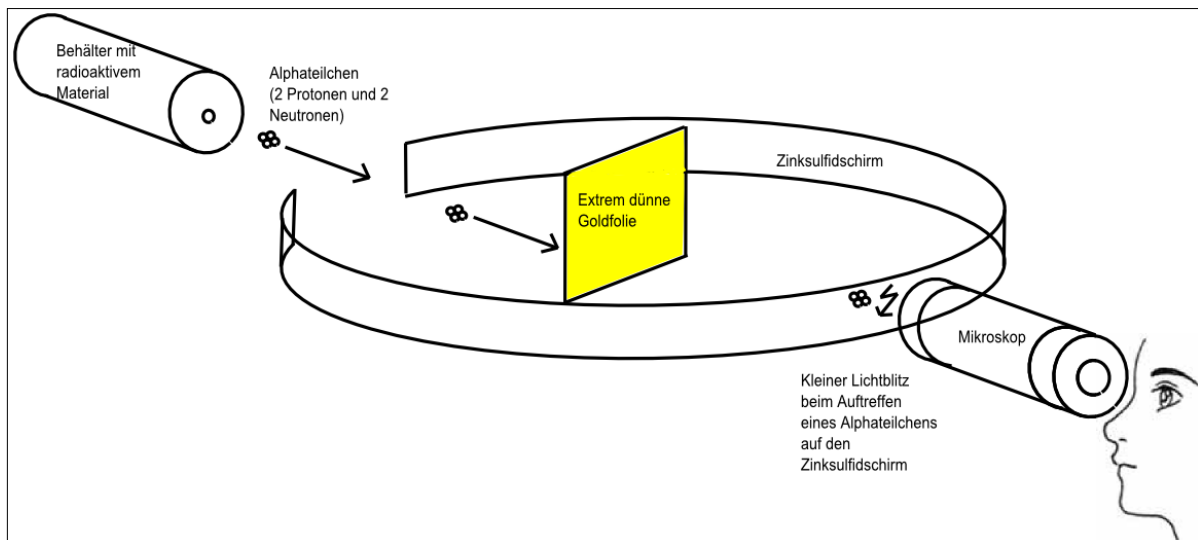 Behälter mit
radioaktivem
Material
Alphateilchen
(2 Protonen und 2
Neutronen)
Zinksulfidschirm
Extrem dünne
Goldfolie
Mikroskop
Kleiner Lichtblitz
beim Auftreffen
eines Alphateilchens
auf den
Zinksulfidschirm